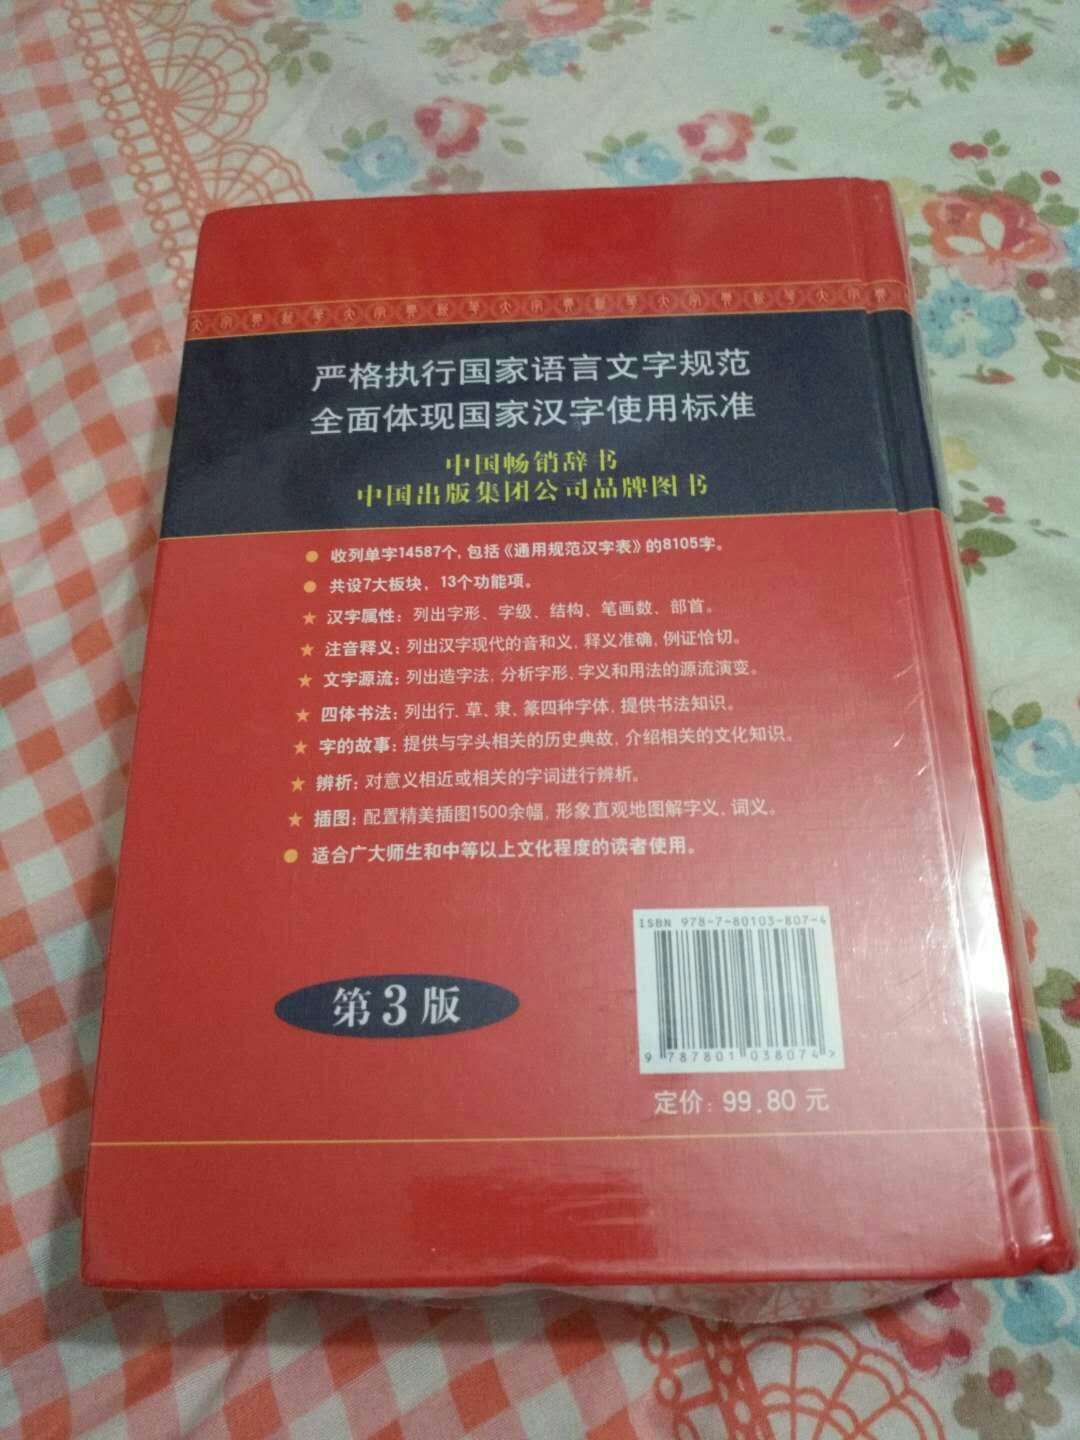 严格执行国家语言文字规范
全面体现国家汉字使用标准
中国畅销辞书
中国出版集团公司品牌图书
收列单字14587个，包括《通用规范汉字表》的8105字。
共设7大板块，13个功能项。
★ 汉字属性：列出字形、字级、结构、笔画数、部首。
★ 注音释义：列出汉字现代的音和义，释义准确，例证恰切。
★ 文字源流：列出造字法，分析字形、字义和用法的源流演变。
★ 四体书法：列出行、草、隶、篆四种字体，提供书法知识。
★ 字的故事：提供与字头相关的历史典故，介绍相关的文化知识。
★ 辨析：对意义相近或相关的字词进行辨析。
★ 插图：配置精美插图1500余幅，形象直观地图解字义、词义。
适合广大师生和中等以上文化程度的读者使用。
ISBN 978-7-80103-807-4
9 787801 038074 >
第3版
定价：99.80 元